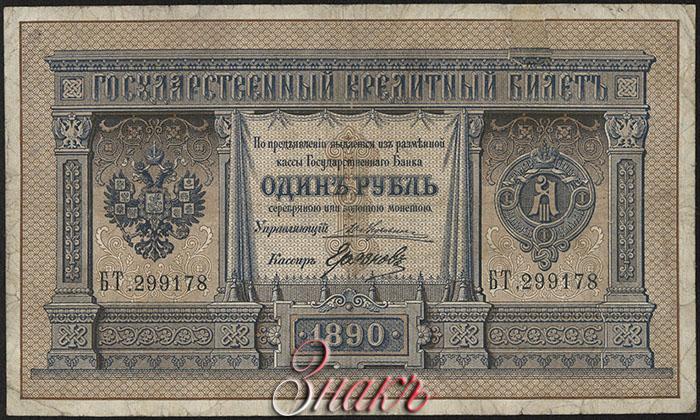 ГОСУДАРСТВЕННЫЙ КРЕДИТНЫЙ БИЛЕТЪ
По предъявленіи выдается изъ размѣнной
кассы Государственнаго Банка
ОДИНЪ РУБЛЬ
серебряною или золотою монетою.
Управляющій
Кассиръ
БТ 299178
БТ 299178
1890
Знакъ